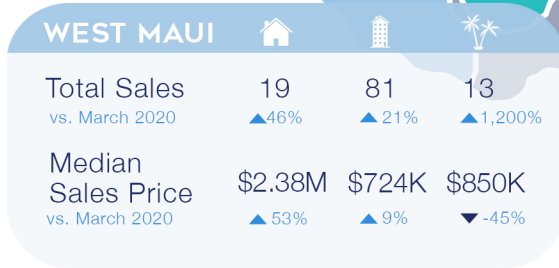 WEST MAUI
Total Sales 19 81 13
vs. March 2020 ▲46% ▲21% ▲1,200%
Median
Sales Price $2.38M $724K $850K
vs. March 2020 ▲53% ▲9% ▼-45%